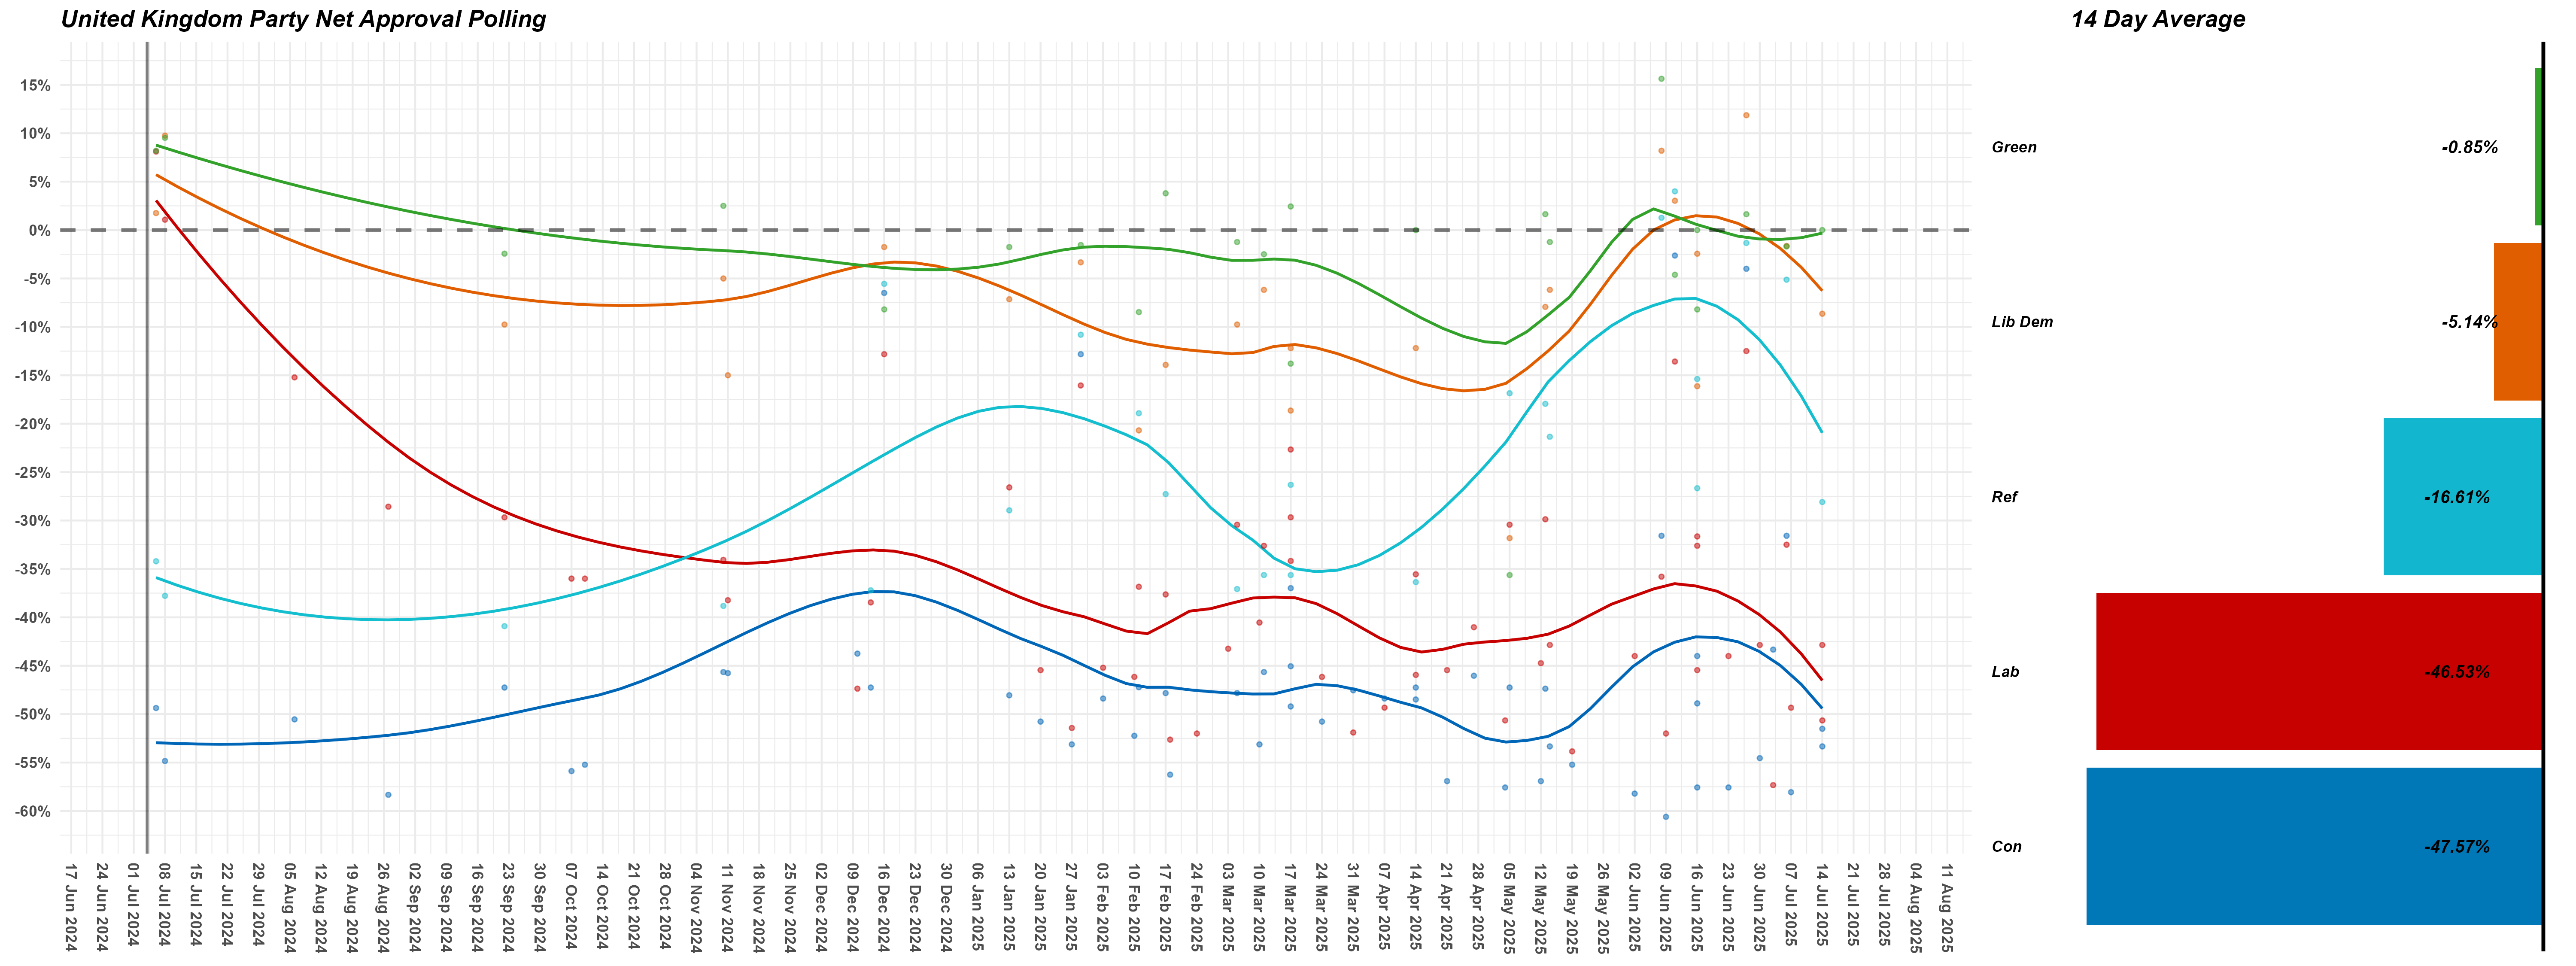 United Kingdom Party Net Approval Polling
14 Day Average
15%
10%
5%
0%
-5%
-10%
-15%
-20%
-25%
-30%
-35%
-40%
-45%
-50%
-55%
-60%
17 Jun 2024
24 Jun 2024
01 Jul 2024
08 Jul 2024
15 Jul 2024
22 Jul 2024
29 Jul 2024
05 Aug 2024
12 Aug 2024
19 Aug 2024
26 Aug 2024
02 Sep 2024
09 Sep 2024
16 Sep 2024
23 Sep 2024
30 Sep 2024
07 Oct 2024
14 Oct 2024
21 Oct 2024
28 Oct 2024
04 Nov 2024
11 Nov 2024
18 Nov 2024
25 Nov 2024
02 Dec 2024
09 Dec 2024
16 Dec 2024
23 Dec 2024
30 Dec 2024
06 Jan 2025
13 Jan 2025
20 Jan 2025
27 Jan 2025
03 Feb 2025
10 Feb 2025
17 Feb 2025
24 Feb 2025
03 Mar 2025
10 Mar 2025
17 Mar 2025
24 Mar 2025
31 Mar 2025
07 Apr 2025
14 Apr 2025
21 Apr 2025
28 Apr 2025
05 May 2025
12 May 2025
19 May 2025
26 May 2025
02 Jun 2025
09 Jun 2025
16 Jun 2025
23 Jun 2025
30 Jun 2025
07 Jul 2025
14 Jul 2025
21 Jul 2025
28 Jul 2025
04 Aug 2025
11 Aug 2025
Green -0.85%
Lib Dem -5.14%
Ref -16.61%
Lab -46.53%
Con -47.57%